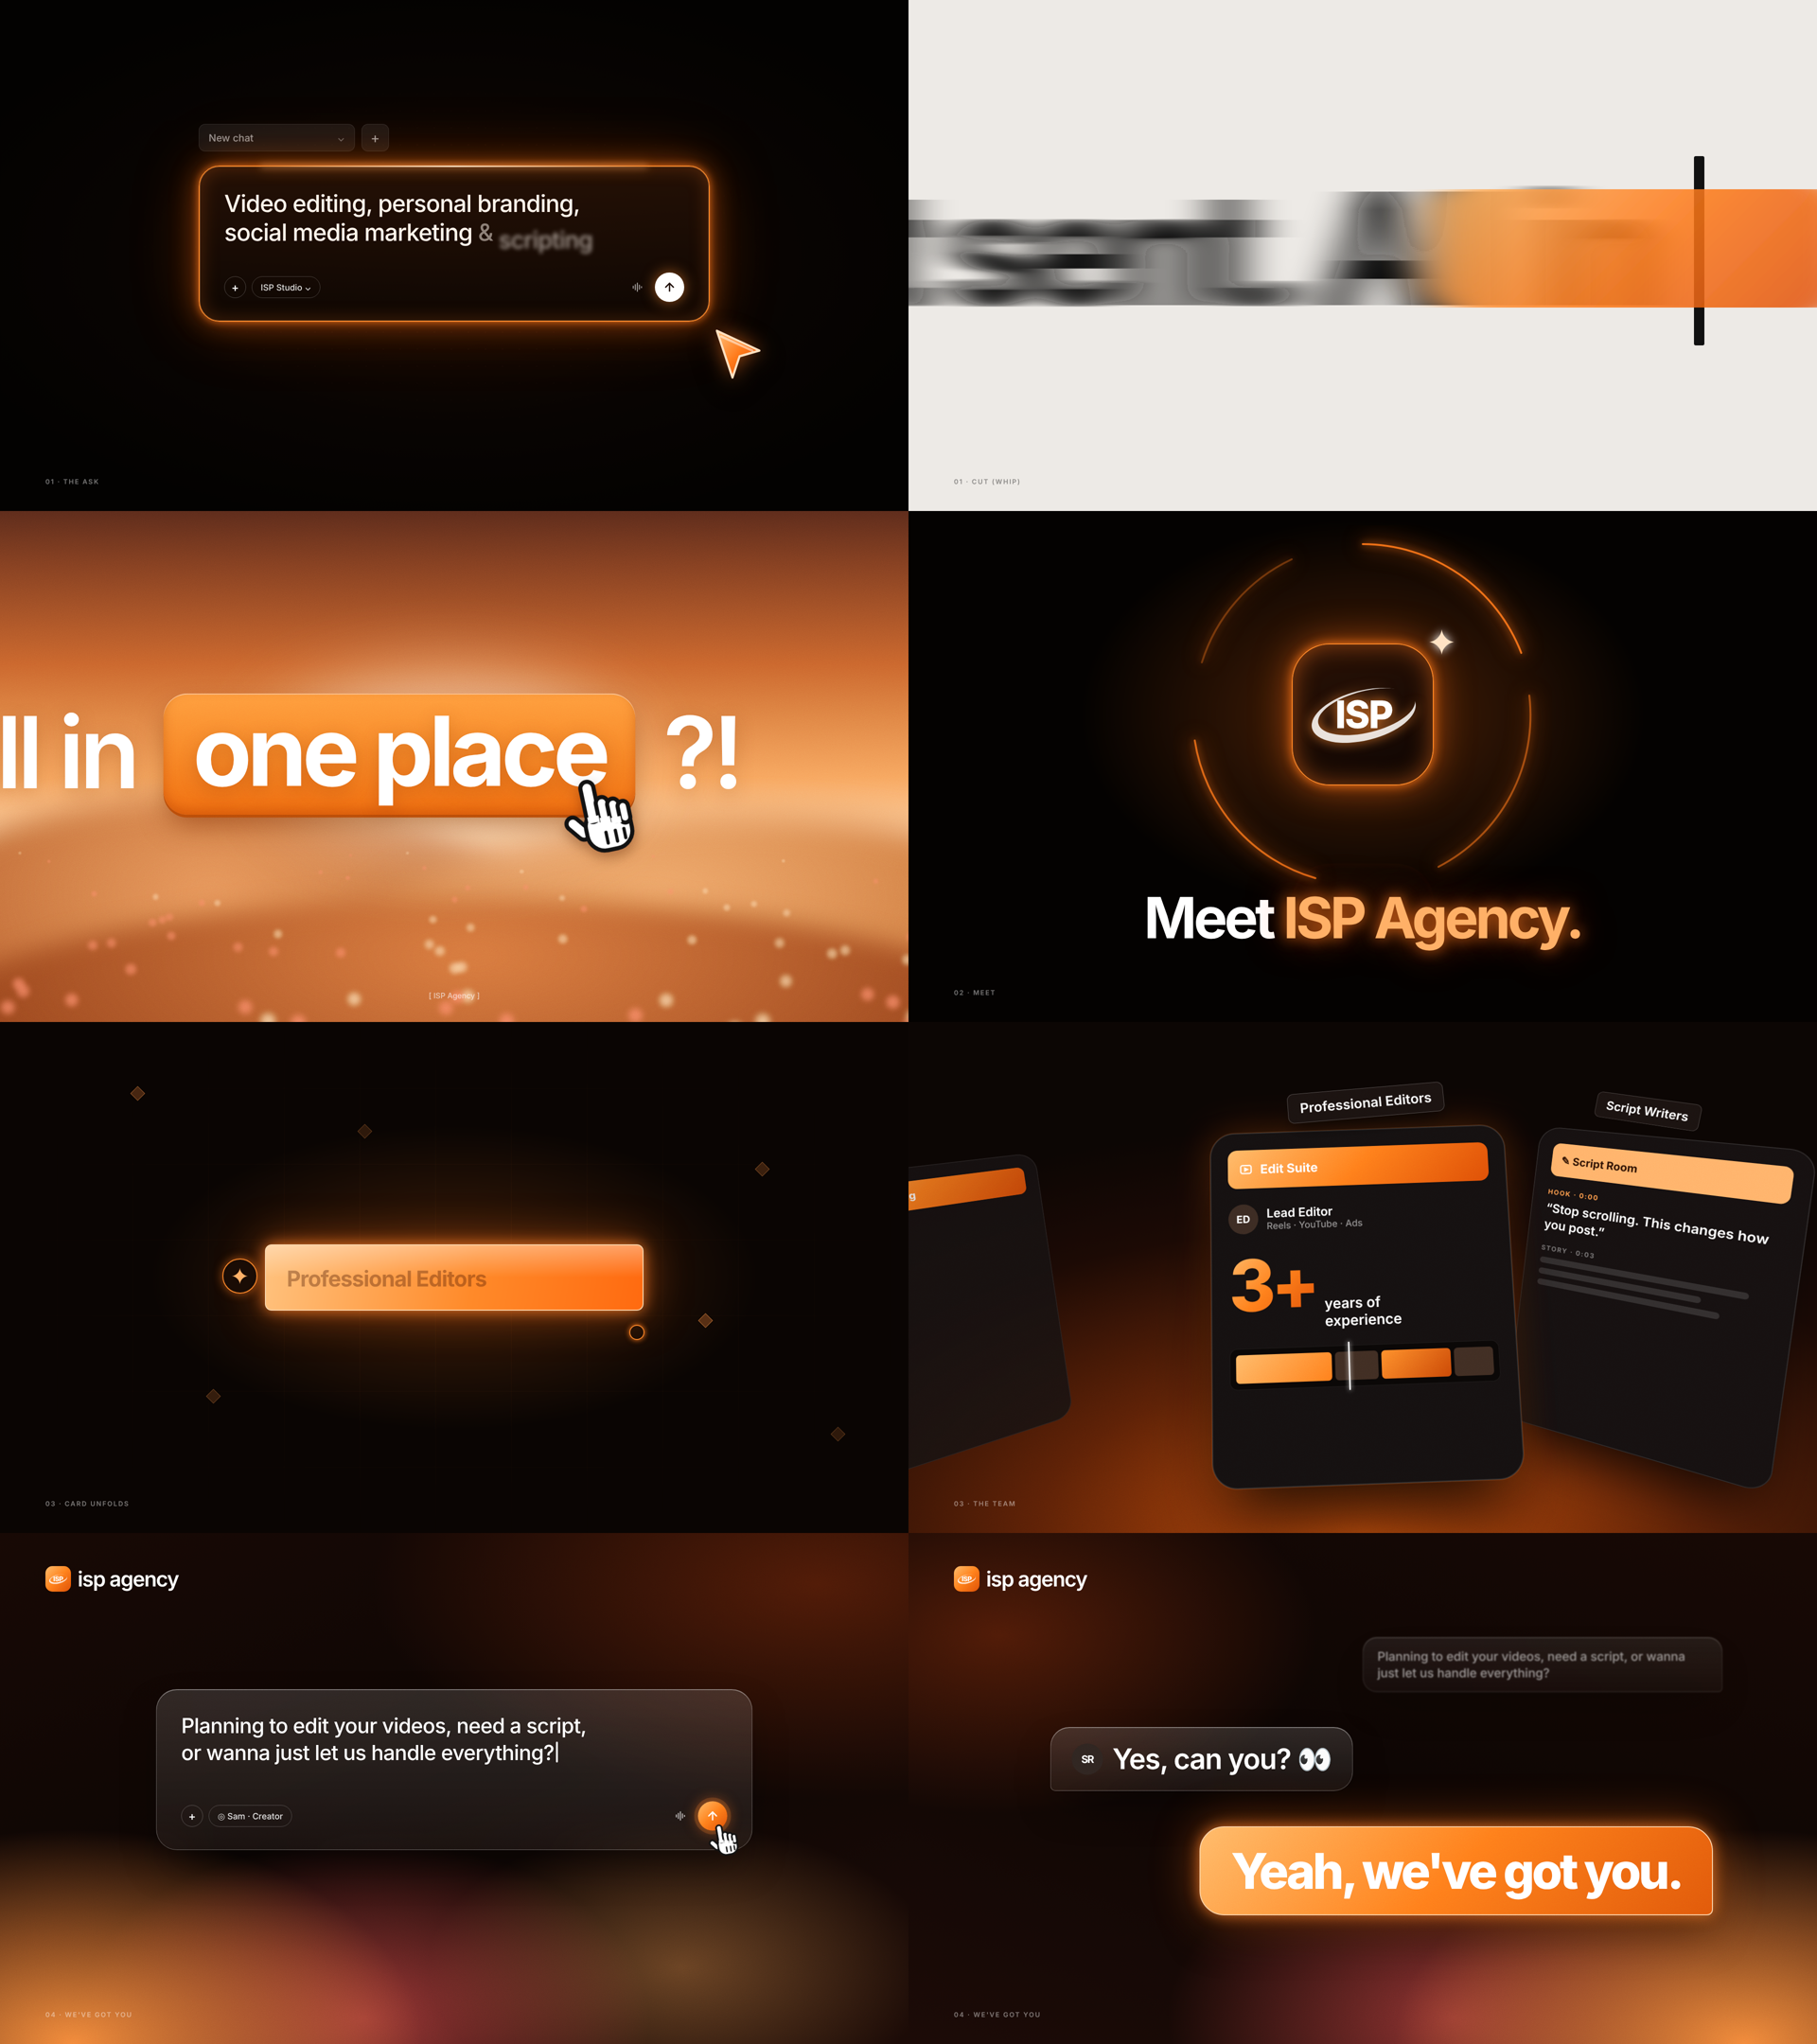 New chat
+
Video editing, personal branding,
social media marketing & scripting
+
ISP Studio
01 · THE ASK
01 · CUT (WHIP)
ll in one place ?!
[ ISP Agency ]
ISP
Meet ISP Agency.
02 · MEET
Professional Editors
03 · CARD UNFOLDS
g
Professional Editors
Edit Suite
ED
Lead Editor
Reels · YouTube · Ads
3+ years of
experience
Script Writers
✎ Script Room
HOOK · 0:00
“Stop scrolling. This changes how
you post.”
STORY · 0:03
03 · THE TEAM
ISP
isp agency
Planning to edit your videos, need a script,
or wanna just let us handle everything?|
+
◎ Sam · Creator
04 · WE'VE GOT YOU
ISP
isp agency
Planning to edit your videos, need a script, or wanna
just let us handle everything?
SR
Yes, can you? 👀
Yeah, we've got you.
04 · WE'VE GOT YOU